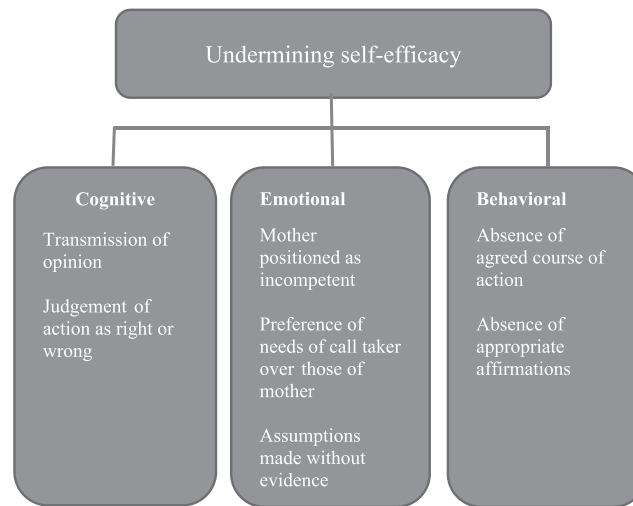 Undermining self-efficacy
Cognitive
Transmission of
opinion
Judgement of
action as right or
wrong
Emotional
Mother
positioned as
incompetent
Preference of
needs of call taker
over those of
mother
Assumptions
made without
evidence
Behavioral
Absence of
agreed course of
action
Absence of
appropriate
affirmations